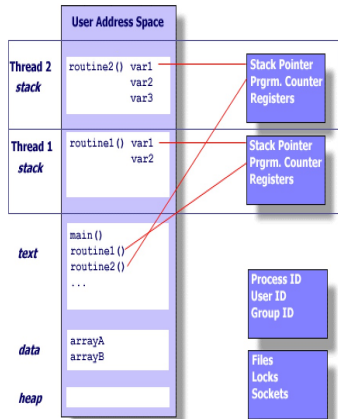 User Address Space
Thread 2
stack
routine2() var1
var2
var3
Stack Pointer
Prgrm. Counter
Registers
Thread 1
stack
routine1() var1
var2
Stack Pointer
Prgrm. Counter
Registers
text
main()
routine1()
routine2()
...
Process ID
User ID
Group ID
data
arrayA
arrayB
Files
Locks
Sockets
heap